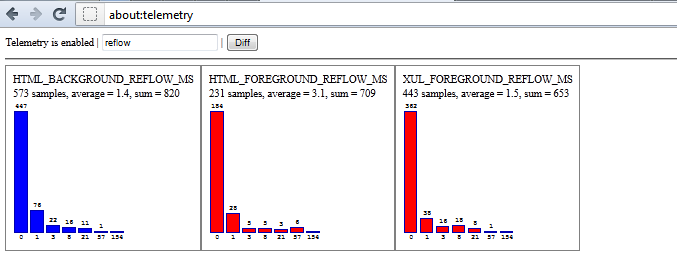 about:telemetry
Telemetry is enabled | reflow | Diff
HTML_BACKGROUND_REFLOW_MS
573 samples, average = 1.4, sum = 820
447
76
22
16
11
1
0 1 3 8 21 57 154
HTML_FOREGROUND_REFLOW_MS
231 samples, average = 3.1, sum = 709
184
28
5
5
3
6
0 1 3 8 21 57 154
XUL_FOREGROUND_REFLOW_MS
443 samples, average = 1.5, sum = 653
362
38
16
18
8
1
0 1 3 8 21 57 154